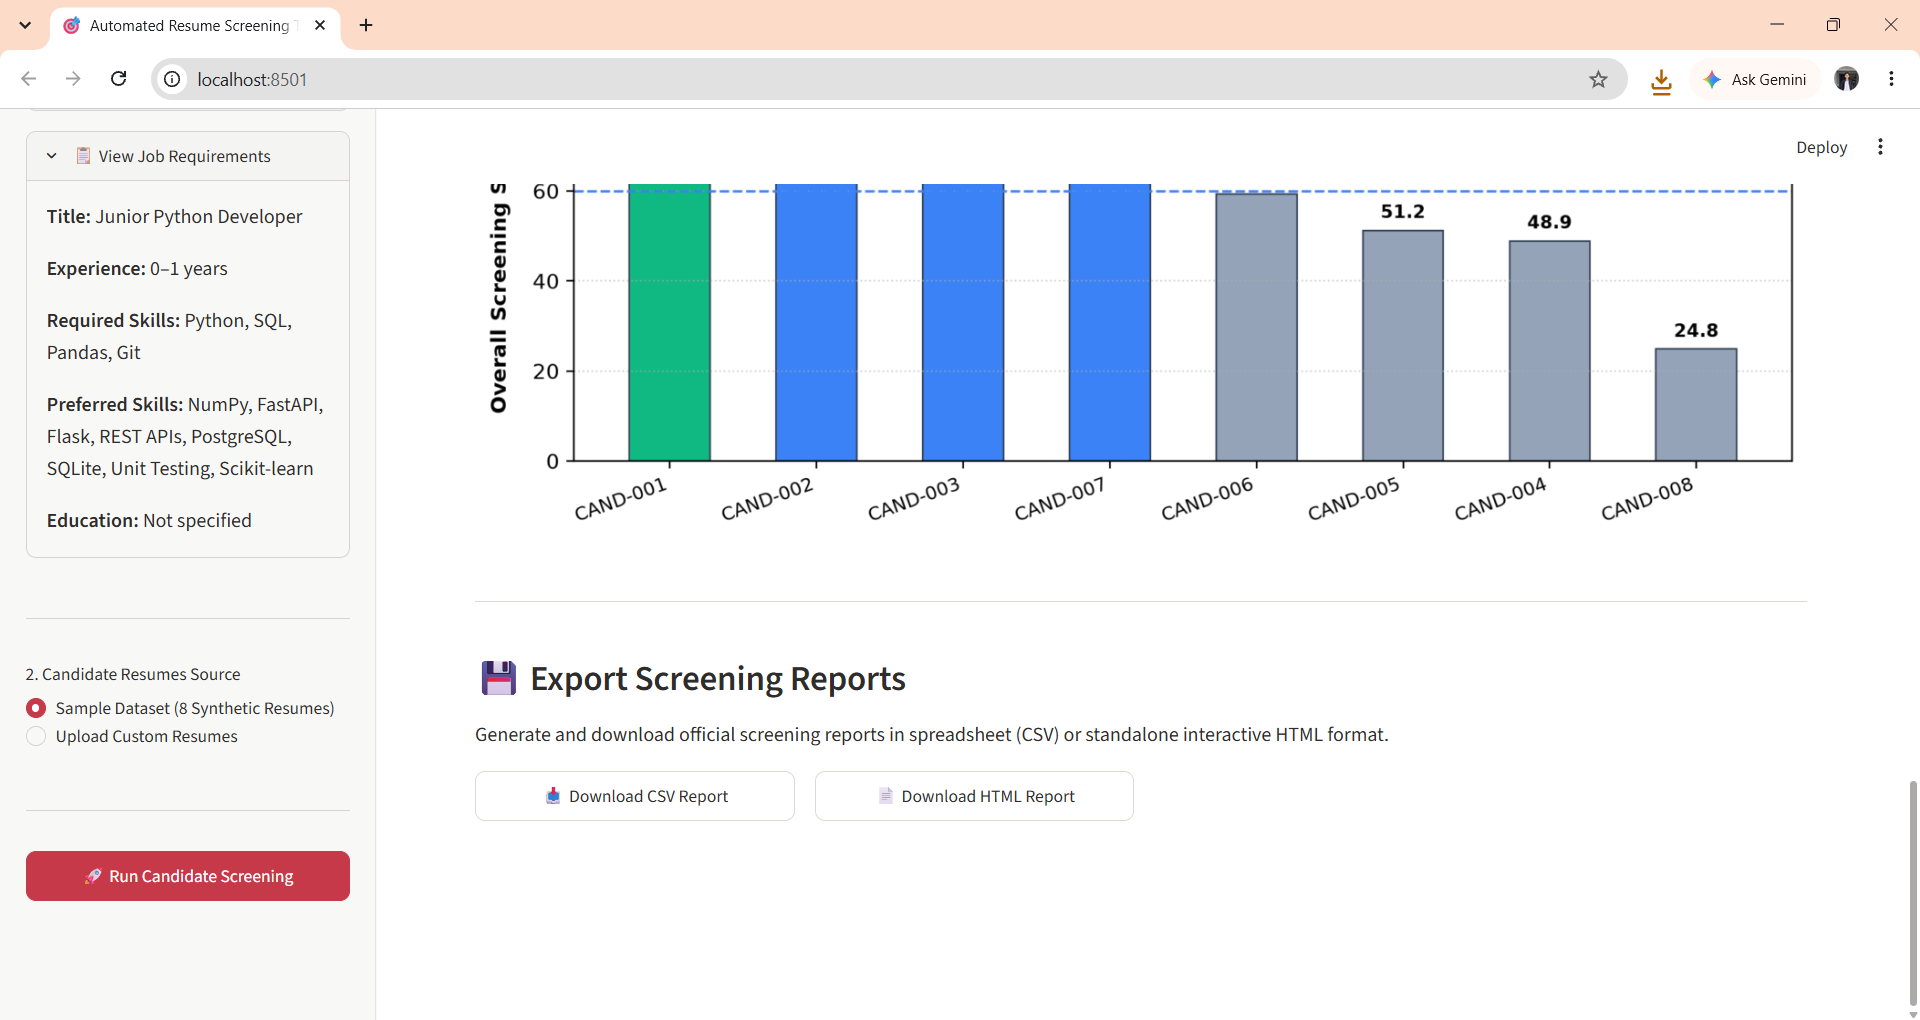 Automated Resume Screening
localhost:8501
Ask Gemini
View Job Requirements
Title: Junior Python Developer
Experience: 0–1 years
Required Skills: Python, SQL,
Pandas, Git
Preferred Skills: NumPy, FastAPI,
Flask, REST APIs, PostgreSQL,
SQLite, Unit Testing, Scikit-learn
Education: Not specified
2. Candidate Resumes Source
Sample Dataset (8 Synthetic Resumes)
Upload Custom Resumes
Run Candidate Screening
Deploy
Overall Screening S
60
40
20
0
51.2
48.9
24.8
CAND-001
CAND-002
CAND-003
CAND-007
CAND-006
CAND-005
CAND-004
CAND-008
Export Screening Reports
Generate and download official screening reports in spreadsheet (CSV) or standalone interactive HTML format.
Download CSV Report
Download HTML Report